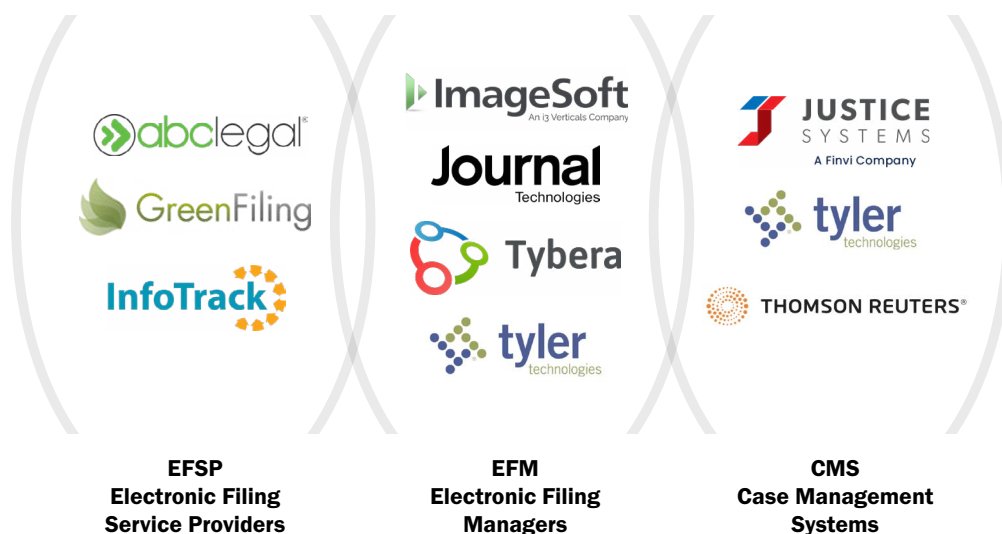 abclegal®
GreenFiling
InfoTrack
EFSP
Electronic Filing
Service Providers
ImageSoft
An i3 Verticals Company
Journal
Technologies
Tybera
tyler
technologies
EFM
Electronic Filing
Managers
JUSTICE
SYSTEMS
A Finvi Company
tyler
technologies
THOMSON REUTERS®
CMS
Case Management
Systems